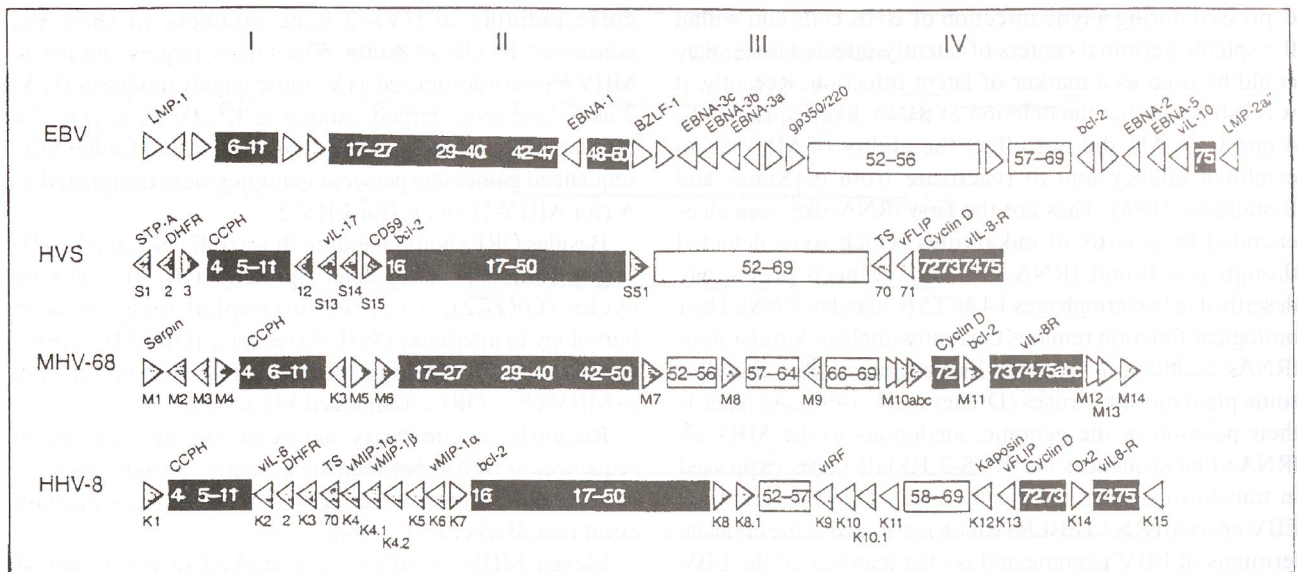 I II III IV
LMP-1 EBNA-1 BZLF-1 EBNA-3c EBNA-3b EBNA-3a gp350/220 bcl-2 EBNA-2 EBNA-5 vIL-10 LMP-2a/
EBV 6–11 17–27 29–40 42–47 48–50 52–56 57–69 75
STP-A DHFR CCPH vIL-17 CD59 bcl-2 TS vFLIP Cyclin D vIL-8-R
HVS 4 5–11 16 17–50 52–69 72 73 74 75
S1 2 3 12 S13 S14 S15 S51 70 71
Serpin CCPH Cyclin D bcl-2 vIL-8R
MHV-68 4 6–11 17–27 29–40 42–50 52–56 57–64 66–69 72 73 74 75abc
M1 M2 M3 M4 K3 M5 M6 M7 M8 M9 M10abc M11 M12 M13 M14
CCPH vIL-6 DHFR TS vMIP-1β vMIP-1α bcl-2 vIRF Kaposin vFLIP Cyclin D ox2 vIL8-R
HHV-8 4 5–11 16 17–50 52–57 58–69 72 73 74 75
K1 K2 2 K3 70 K4 K4.1 K4.2 K5 K6 K7 K8 K8.1 K9 K10 K10.1 K11 K12 K13 K14 K15